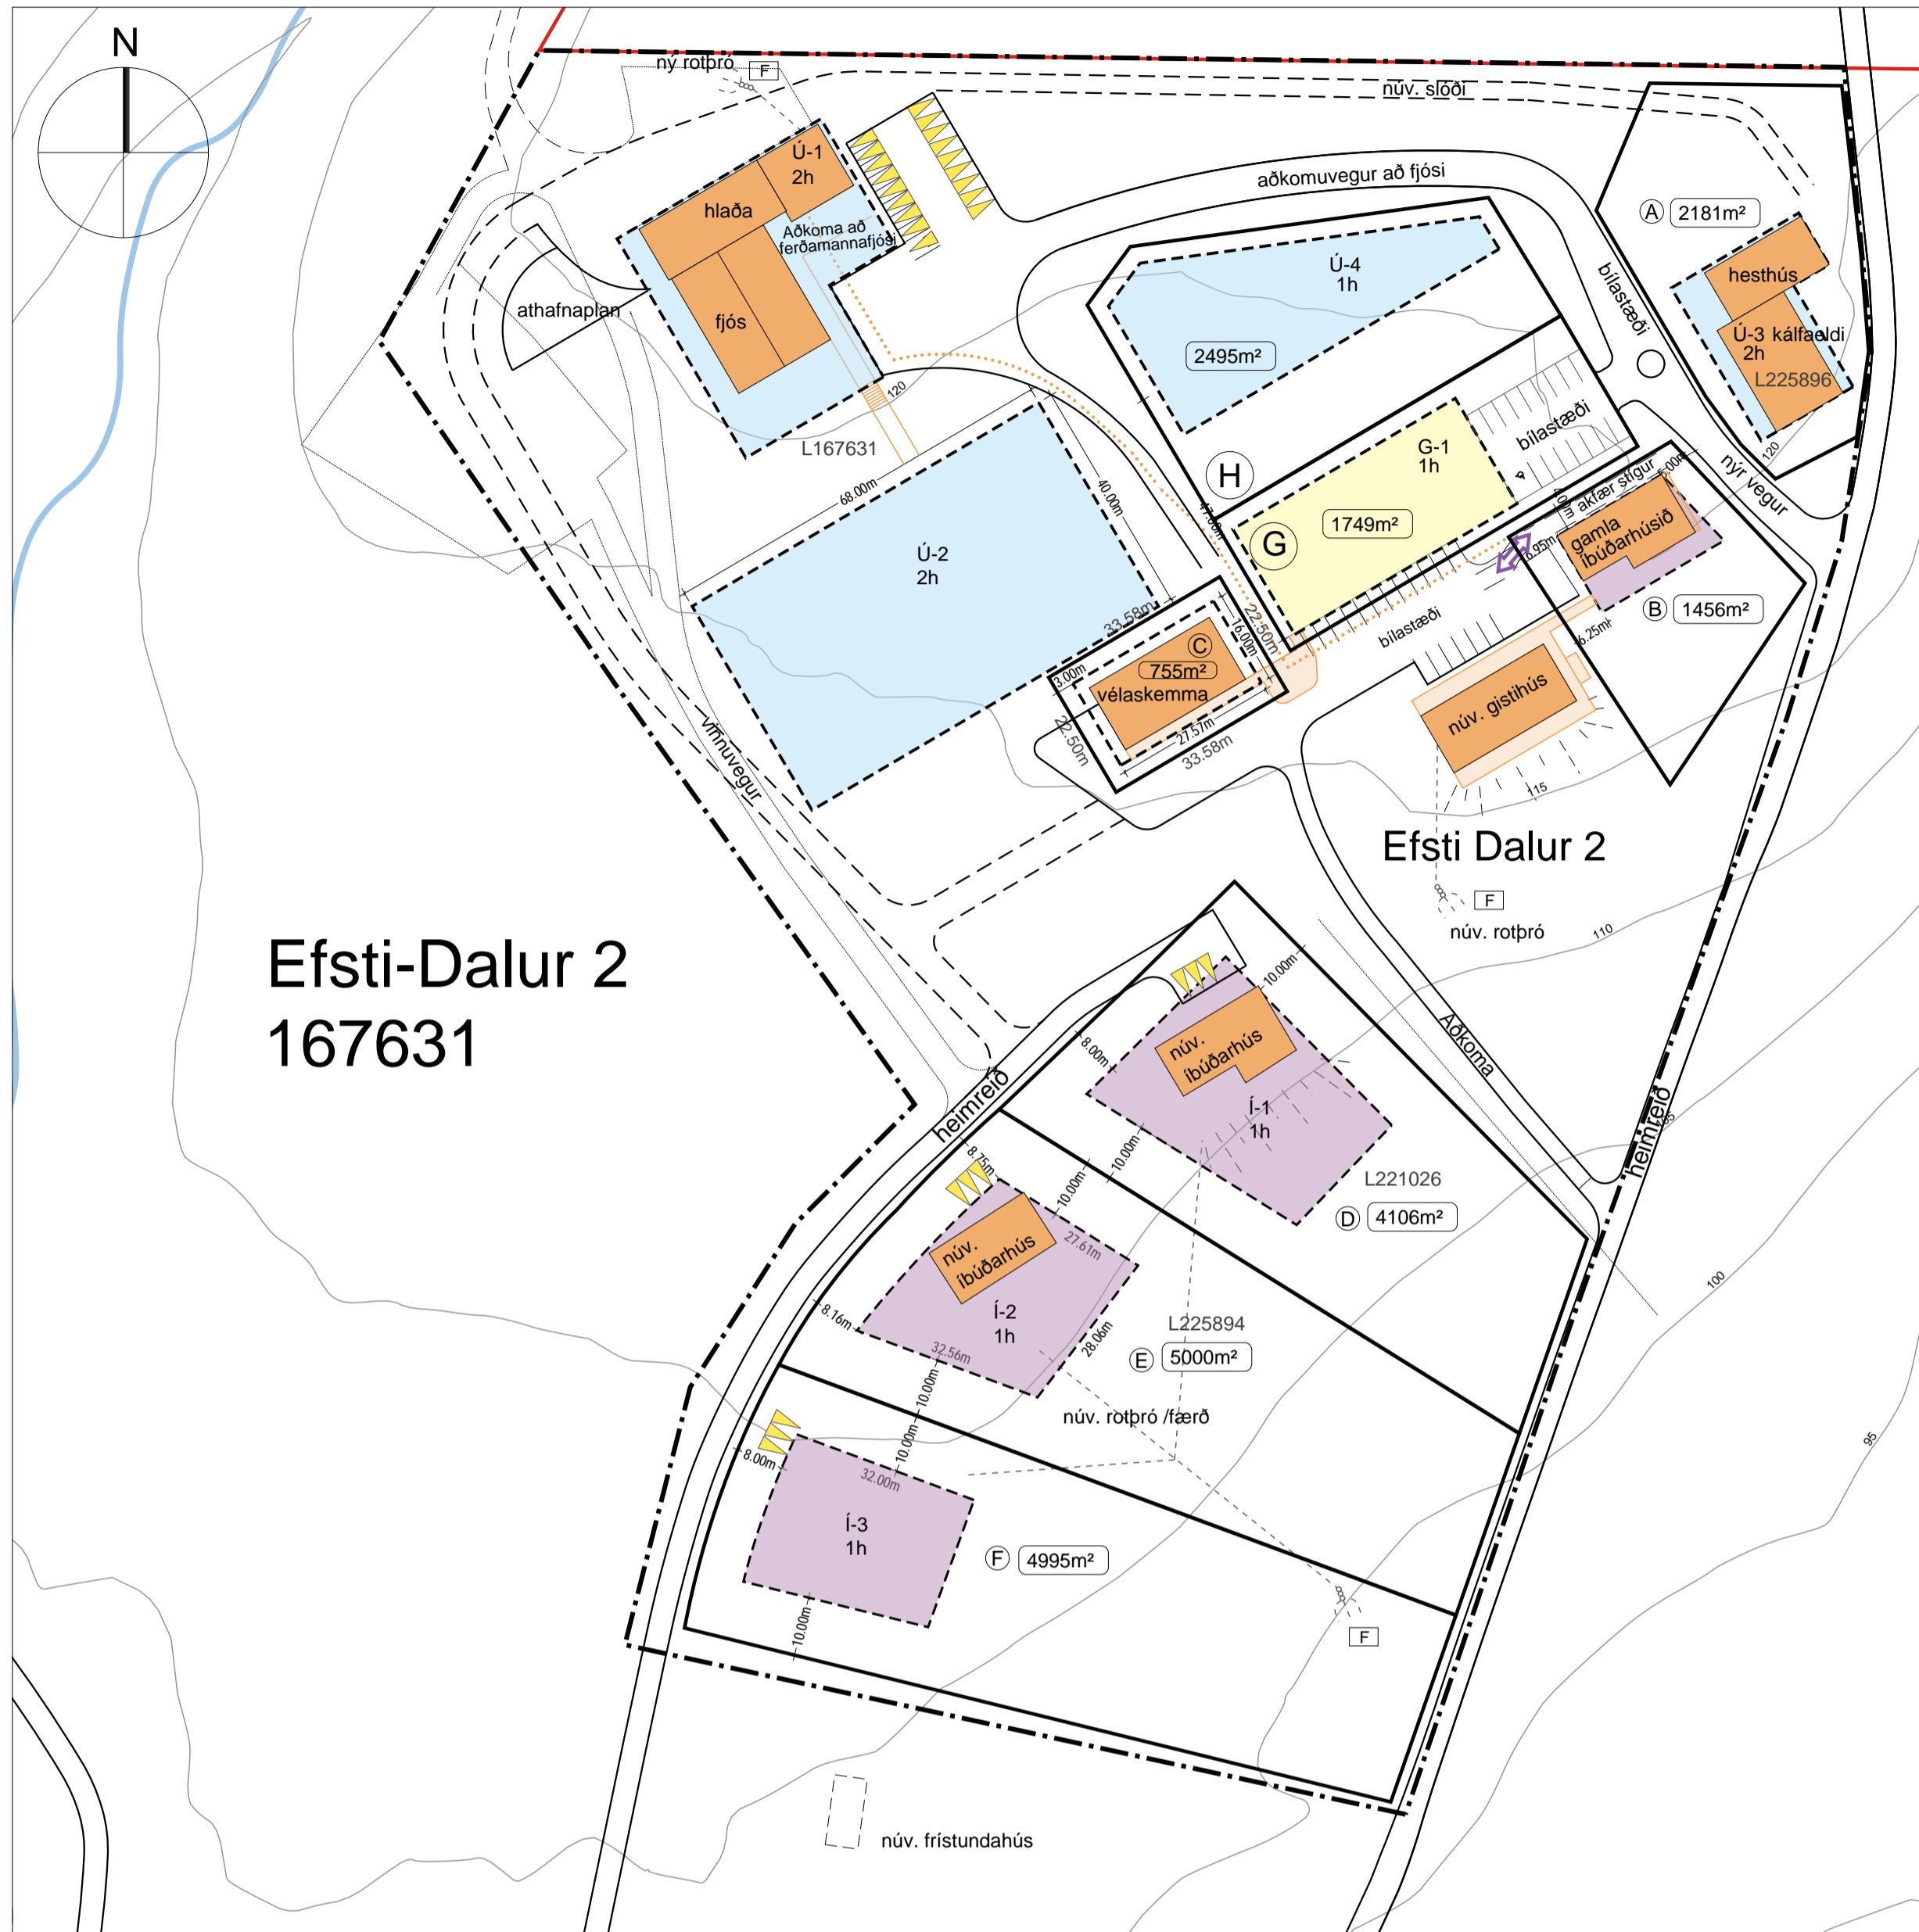 N
ný rotþró
F
núv. slóði
Ú-1
2h
hlaða
Aðkoma að
ferðamannafjósi
fjós
athafnaplan
aðkomuvegur að fjósi
A
2181m²
hesthús
Ú-3 kálfaeldi
2h
L225896
bílastæði
Ú-4
1h
2495m²
120
120
L167631
68.00m
40.00m
47.00m
H
G-1
1h
bílastæði
1749m²
G
akfær stígur
nýr vegur
gamla
íbúðarhúsið
6.95m
B
1456m²
Ú-2
2h
33.58m
22.50m
16.00m
C
755m²
vélaskemma
3.00m
27.57m
22.50m
33.58m
bílastæði
6.25m
núv. gistihús
115
vinnuvegur
Efsti Dalur 2
F
núv. rotþró
110
Efsti-Dalur 2
167631
10.00m
8.00m
núv.
íbúðarhús
Í-1
1h
Aðkoma
heimreið
heimreið
10.00m
L221026
D
4106m²
8.75m
10.00m
27.61m
núv.
íbúðarhús
Í-2
1h
8.16m
32.56m
28.06m
L225894
E
5000m²
100
10.00m
núv. rotþró /færð
10.00m
8.00m
32.00m
Í-3
1h
F
4995m²
95
10.00m
F
núv. frístundahús